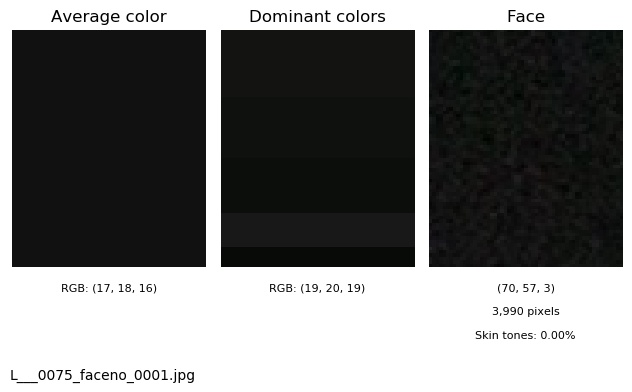 Average color
Dominant colors
Face
RGB: (17, 18, 16)
RGB: (19, 20, 19)
(70, 57, 3)
3,990 pixels
Skin tones: 0.00%
L___0075_faceno_0001.jpg